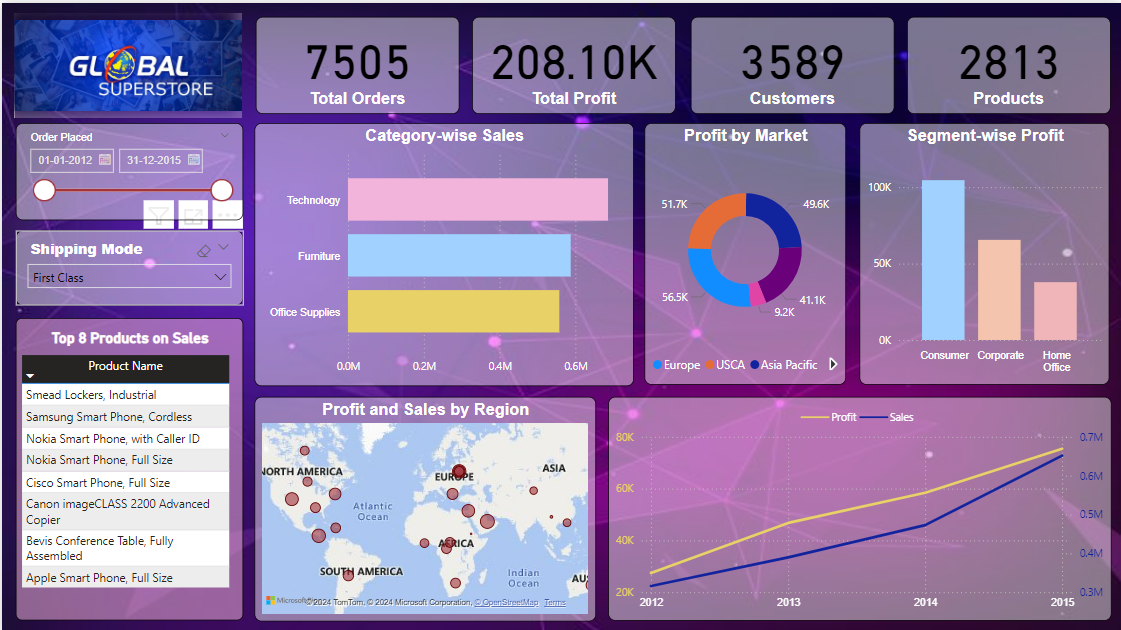 GLOBAL
SUPERSTORE
7505
Total Orders
208.10K
Total Profit
3589
Customers
2813
Products
Order Placed
01-01-2012
31-12-2015
Shipping Mode
First Class
Top 8 Products on Sales
Product Name
Smead Lockers, Industrial
Samsung Smart Phone, Cordless
Nokia Smart Phone, with Caller ID
Nokia Smart Phone, Full Size
Cisco Smart Phone, Full Size
Canon imageCLASS 2200 Advanced
Copier
Bevis Conference Table, Fully
Assembled
Apple Smart Phone, Full Size
Category-wise Sales
Technology
Furniture
Office Supplies
0.0M 0.2M 0.4M 0.6M
Profit by Market
51.7K
49.6K
56.5K
41.1K
9.2K
Europe USCA Asia Pacific
Segment-wise Profit
100K
50K
0K
Consumer Corporate Home
Office
Profit and Sales by Region
NORTH AMERICA
EUROPE
ASIA
Atlantic
Ocean
AFRICA
SOUTH AMERICA
Indian
Ocean
AUS
Microsoft
©2024 TomTom, © 2024 Microsoft Corporation, © OpenStreetMap Terms
Profit Sales
80K
60K
40K
20K
0.7M
0.6M
0.5M
0.4M
0.3M
2012 2013 2014 2015